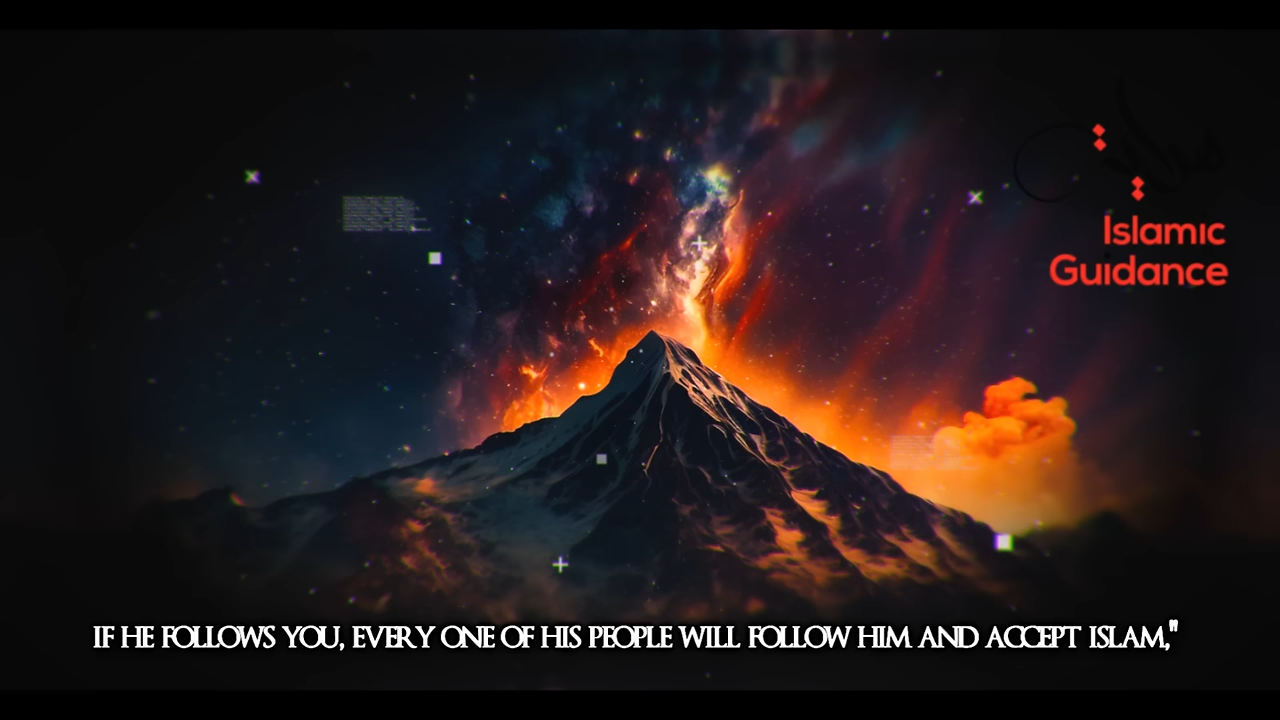 Islamic
Guidance
IF HE FOLLOWS YOU, EVERY ONE OF HIS PEOPLE WILL FOLLOW HIM AND ACCEPT ISLAM,"